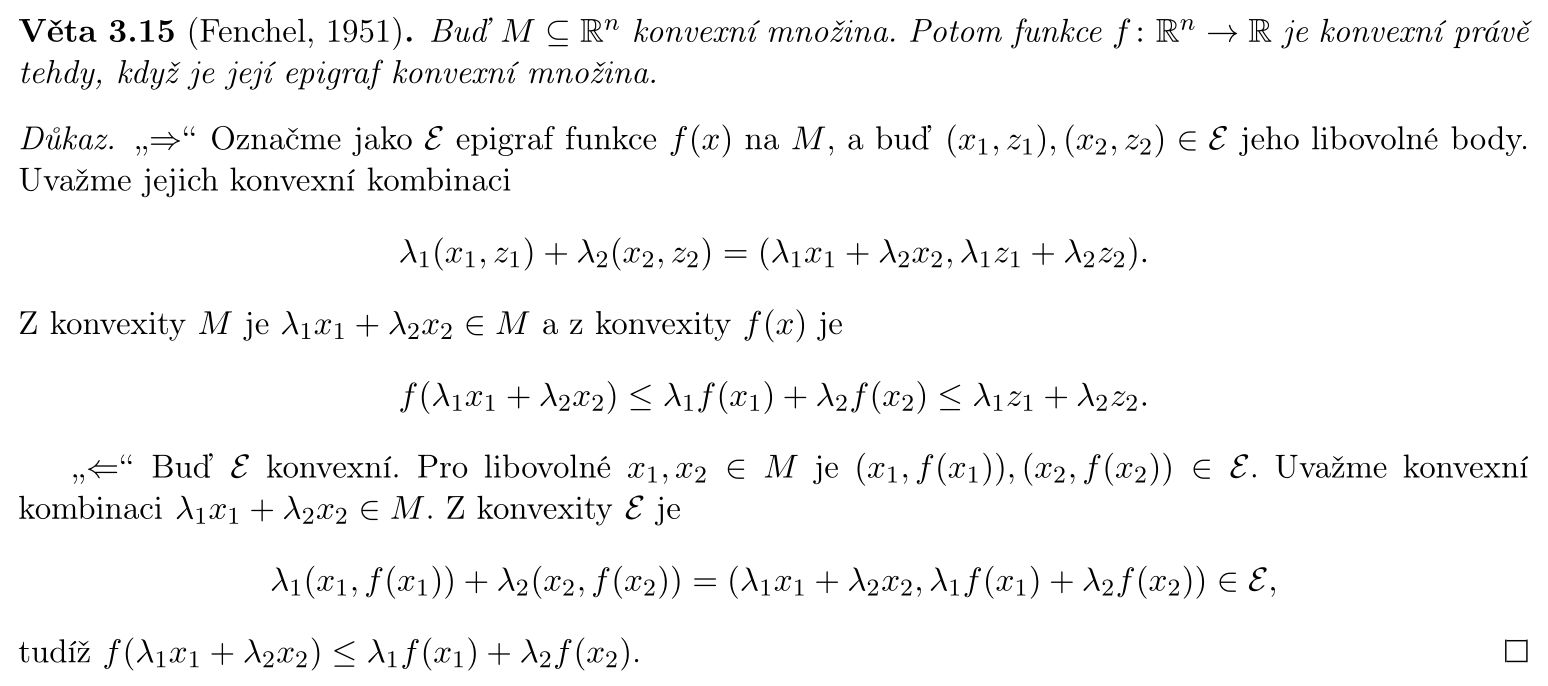 Věta 3.15 (Fenchel, 1951). Buď M ⊆ ℝⁿ konvexní množina. Potom funkce f : ℝⁿ → ℝ je konvexní právě
tehdy, když je její epigraf konvexní množina.
Důkaz. „⇒“ Označme jako ℰ epigraf funkce f(x) na M, a buď (x₁, z₁), (x₂, z₂) ∈ ℰ jeho libovolné body.
Uvažme jejich konvexní kombinaci
λ₁(x₁, z₁) + λ₂(x₂, z₂) = (λ₁x₁ + λ₂x₂, λ₁z₁ + λ₂z₂).
Z konvexity M je λ₁x₁ + λ₂x₂ ∈ M a z konvexity f(x) je
f(λ₁x₁ + λ₂x₂) ≤ λ₁f(x₁) + λ₂f(x₂) ≤ λ₁z₁ + λ₂z₂.
„⇐“ Buď ℰ konvexní. Pro libovolné x₁, x₂ ∈ M je (x₁, f(x₁)), (x₂, f(x₂)) ∈ ℰ. Uvažme konvexní
kombinaci λ₁x₁ + λ₂x₂ ∈ M. Z konvexity ℰ je
λ₁(x₁, f(x₁)) + λ₂(x₂, f(x₂)) = (λ₁x₁ + λ₂x₂, λ₁f(x₁) + λ₂f(x₂)) ∈ ℰ,
tudíž f(λ₁x₁ + λ₂x₂) ≤ λ₁f(x₁) + λ₂f(x₂). □